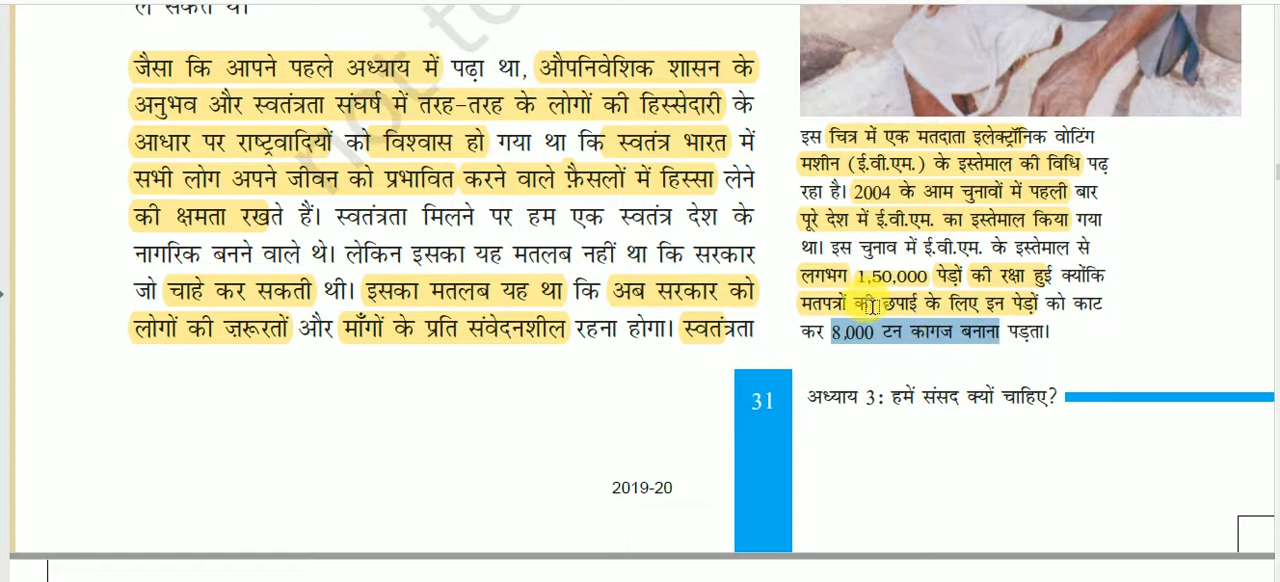 ले सकते थे।
जैसा कि आपने पहले अध्याय में पढ़ा था, औपनिवेशिक शासन के
अनुभव और स्वतंत्रता संघर्ष में तरह-तरह के लोगों की हिस्सेदारी के
आधार पर राष्ट्रवादियों को विश्वास हो गया था कि स्वतंत्र भारत में
सभी लोग अपने जीवन को प्रभावित करने वाले फ़ैसलों में हिस्सा लेने
की क्षमता रखते हैं। स्वतंत्रता मिलने पर हम एक स्वतंत्र देश के
नागरिक बनने वाले थे। लेकिन इसका यह मतलब नहीं था कि सरकार
जो चाहे कर सकती थी। इसका मतलब यह था कि अब सरकार को
लोगों की ज़रूरतों और माँगों के प्रति संवेदनशील रहना होगा। स्वतंत्रता
not to
इस चित्र में एक मतदाता इलेक्ट्रॉनिक वोटिंग
मशीन (ई.वी.एम.) के इस्तेमाल की विधि पढ़
रहा है। 2004 के आम चुनावों में पहली बार
पूरे देश में ई.वी.एम. का इस्तेमाल किया गया
था। इस चुनाव में ई.वी.एम. के इस्तेमाल से
लगभग 1,50,000 पेड़ों की रक्षा हुई क्योंकि
मतपत्रों की छपाई के लिए इन पेड़ों को काट
कर 8,000 टन कागज बनाना पड़ता।
31
अध्याय 3: हमें संसद क्यों चाहिए?
2019-20